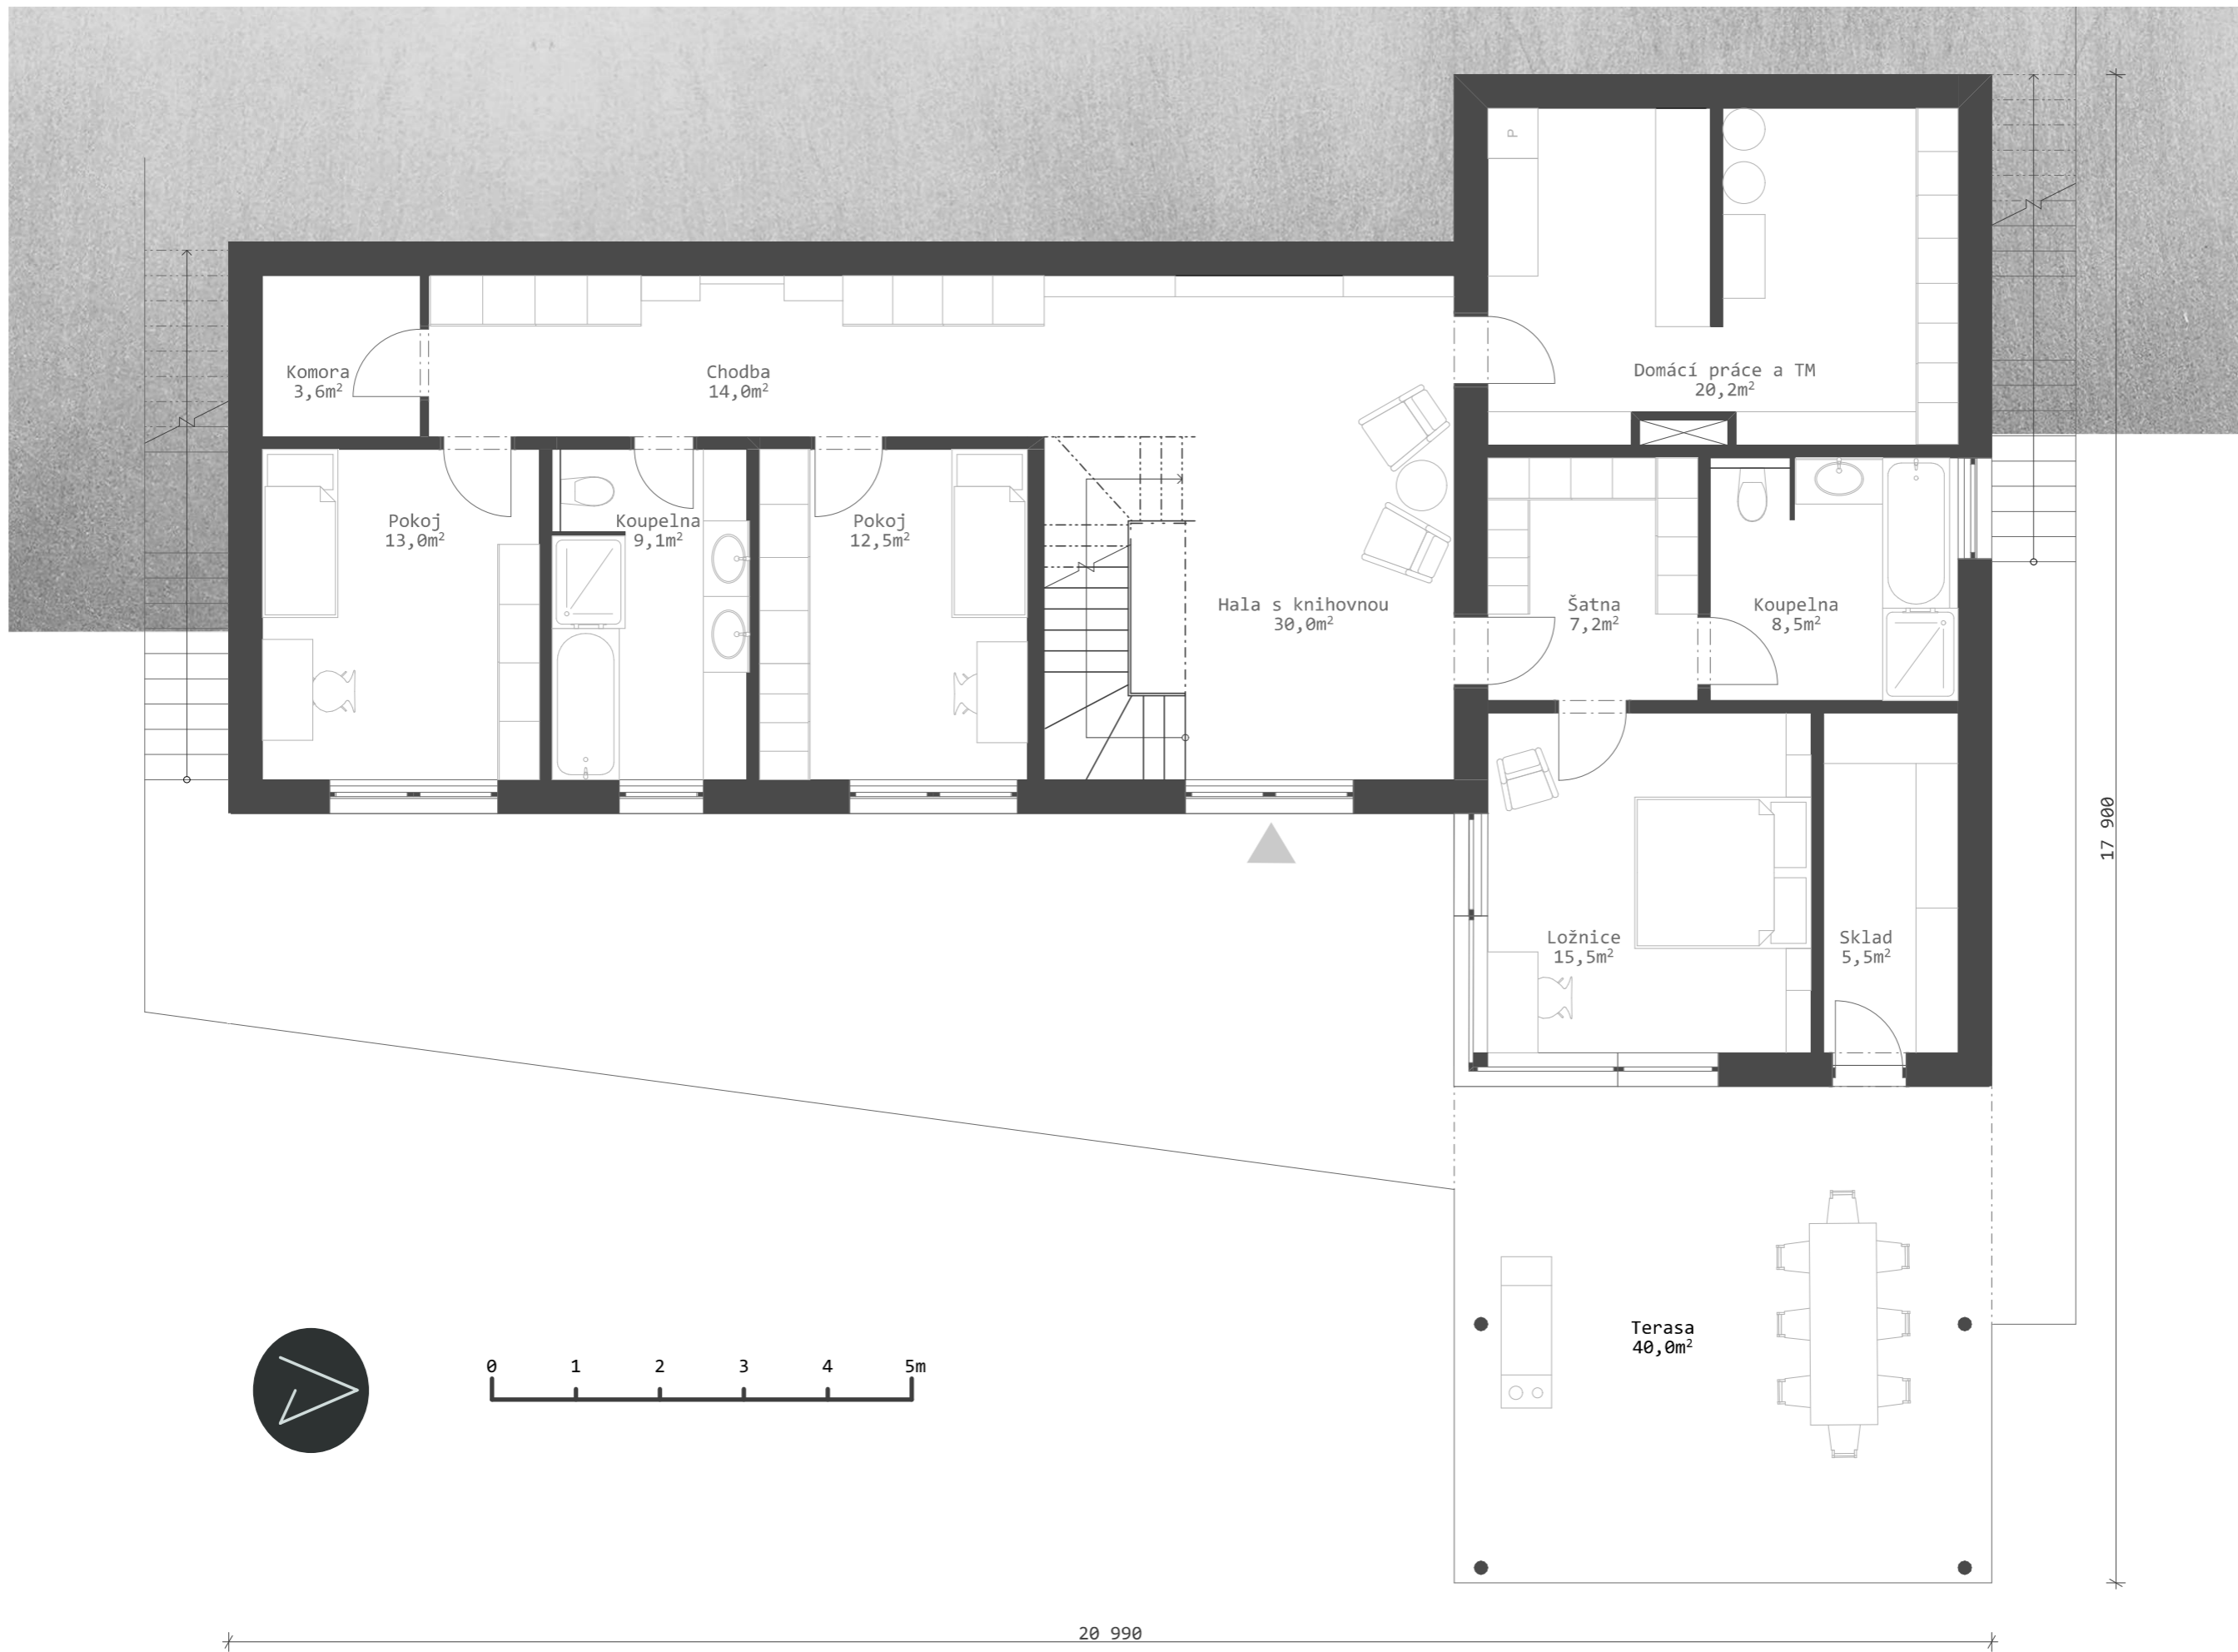 P
Komora
3,6m²
Chodba
14,0m²
Domácí práce a TM
20,2m²
Pokoj
13,0m²
Koupelna
9,1m²
Pokoj
12,5m²
Hala s knihovnou
30,0m²
Šatna
7,2m²
Koupelna
8,5m²
17 900
Ložnice
15,5m²
Sklad
5,5m²
Terasa
40,0m²
0 1 2 3 4 5m
20 990